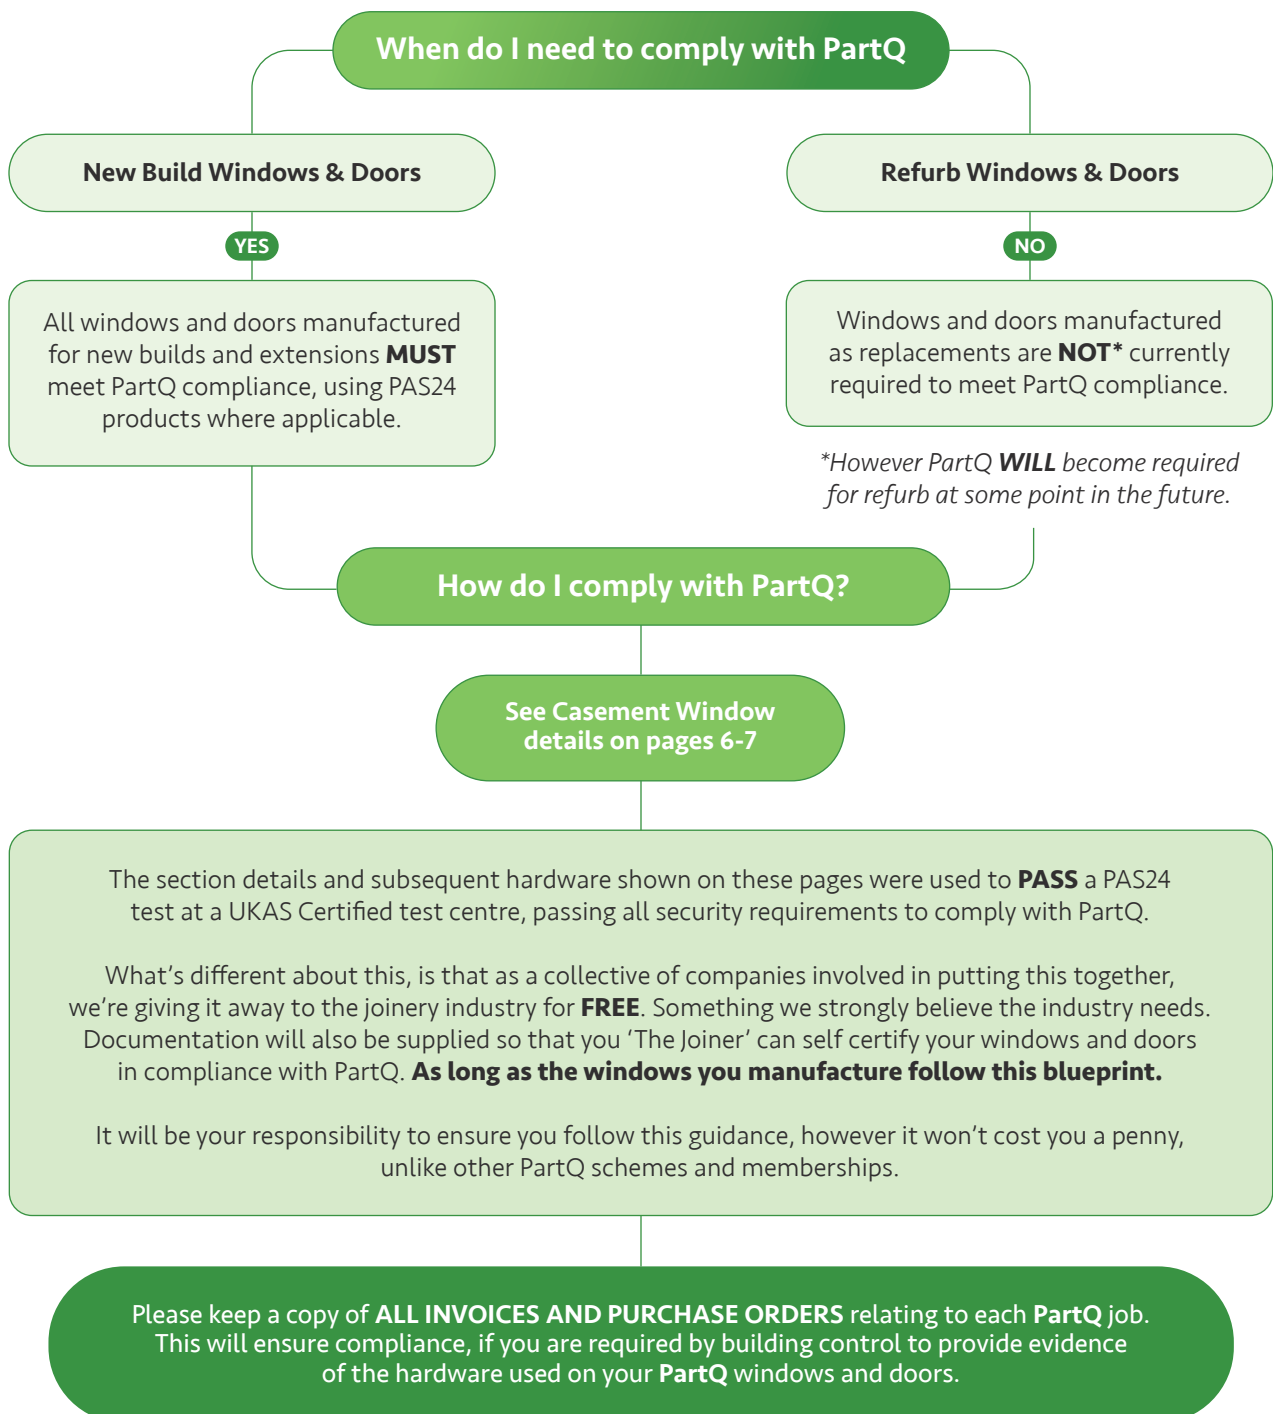 When do I need to comply with PartQ
New Build Windows & Doors
YES
All windows and doors manufactured
for new builds and extensions MUST
meet PartQ compliance, using PAS24
products where applicable.
Refurb Windows & Doors
NO
Windows and doors manufactured
as replacements are NOT* currently
required to meet PartQ compliance.
*However PartQ WILL become required
for refurb at some point in the future.
How do I comply with PartQ?
See Casement Window
details on pages 6-7
The section details and subsequent hardware shown on these pages were used to PASS a PAS24
test at a UKAS Certified test centre, passing all security requirements to comply with PartQ.
What’s different about this, is that as a collective of companies involved in putting this together,
we’re giving it away to the joinery industry for FREE. Something we strongly believe the industry needs.
Documentation will also be supplied so that you ‘The Joiner’ can self certify your windows and doors
in compliance with PartQ. As long as the windows you manufacture follow this blueprint.
It will be your responsibility to ensure you follow this guidance, however it won’t cost you a penny,
unlike other PartQ schemes and memberships.
Please keep a copy of ALL INVOICES AND PURCHASE ORDERS relating to each PartQ job.
This will ensure compliance, if you are required by building control to provide evidence
of the hardware used on your PartQ windows and doors.